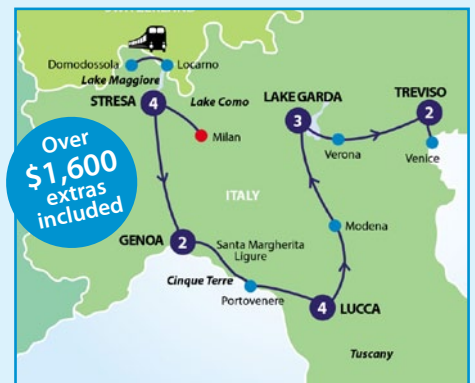 SWITZERLAND
Domodossola
Locarno
Lake Maggiore
STRESA
4
Lake Como
Milan
LAKE GARDA
3
TREVISO
2
Verona
Venice
Over
$1,600
extras
included
ITALY
Modena
GENOA
2
Santa Margherita
Ligure
Cinque Terre
Portovenere
4
LUCCA
Tuscany